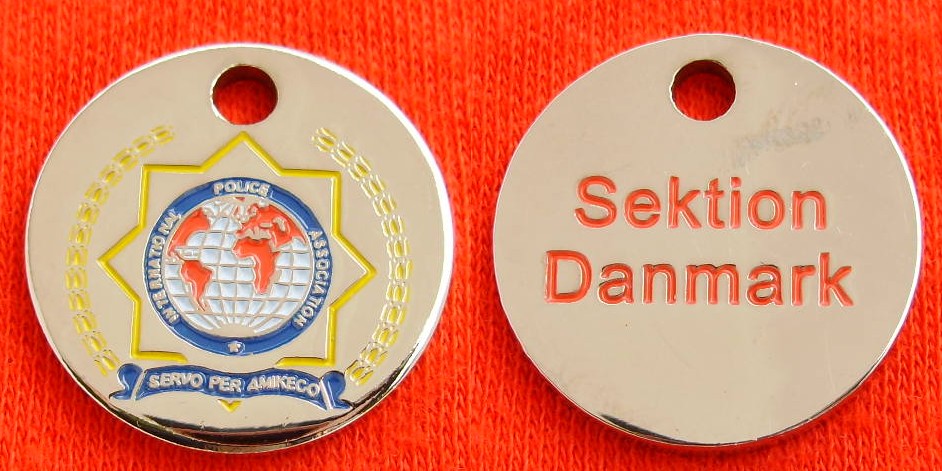 INTERNATIONAL POLICE ASSOCIATION
SERVO PER AMIKECO
Sektion
Danmark